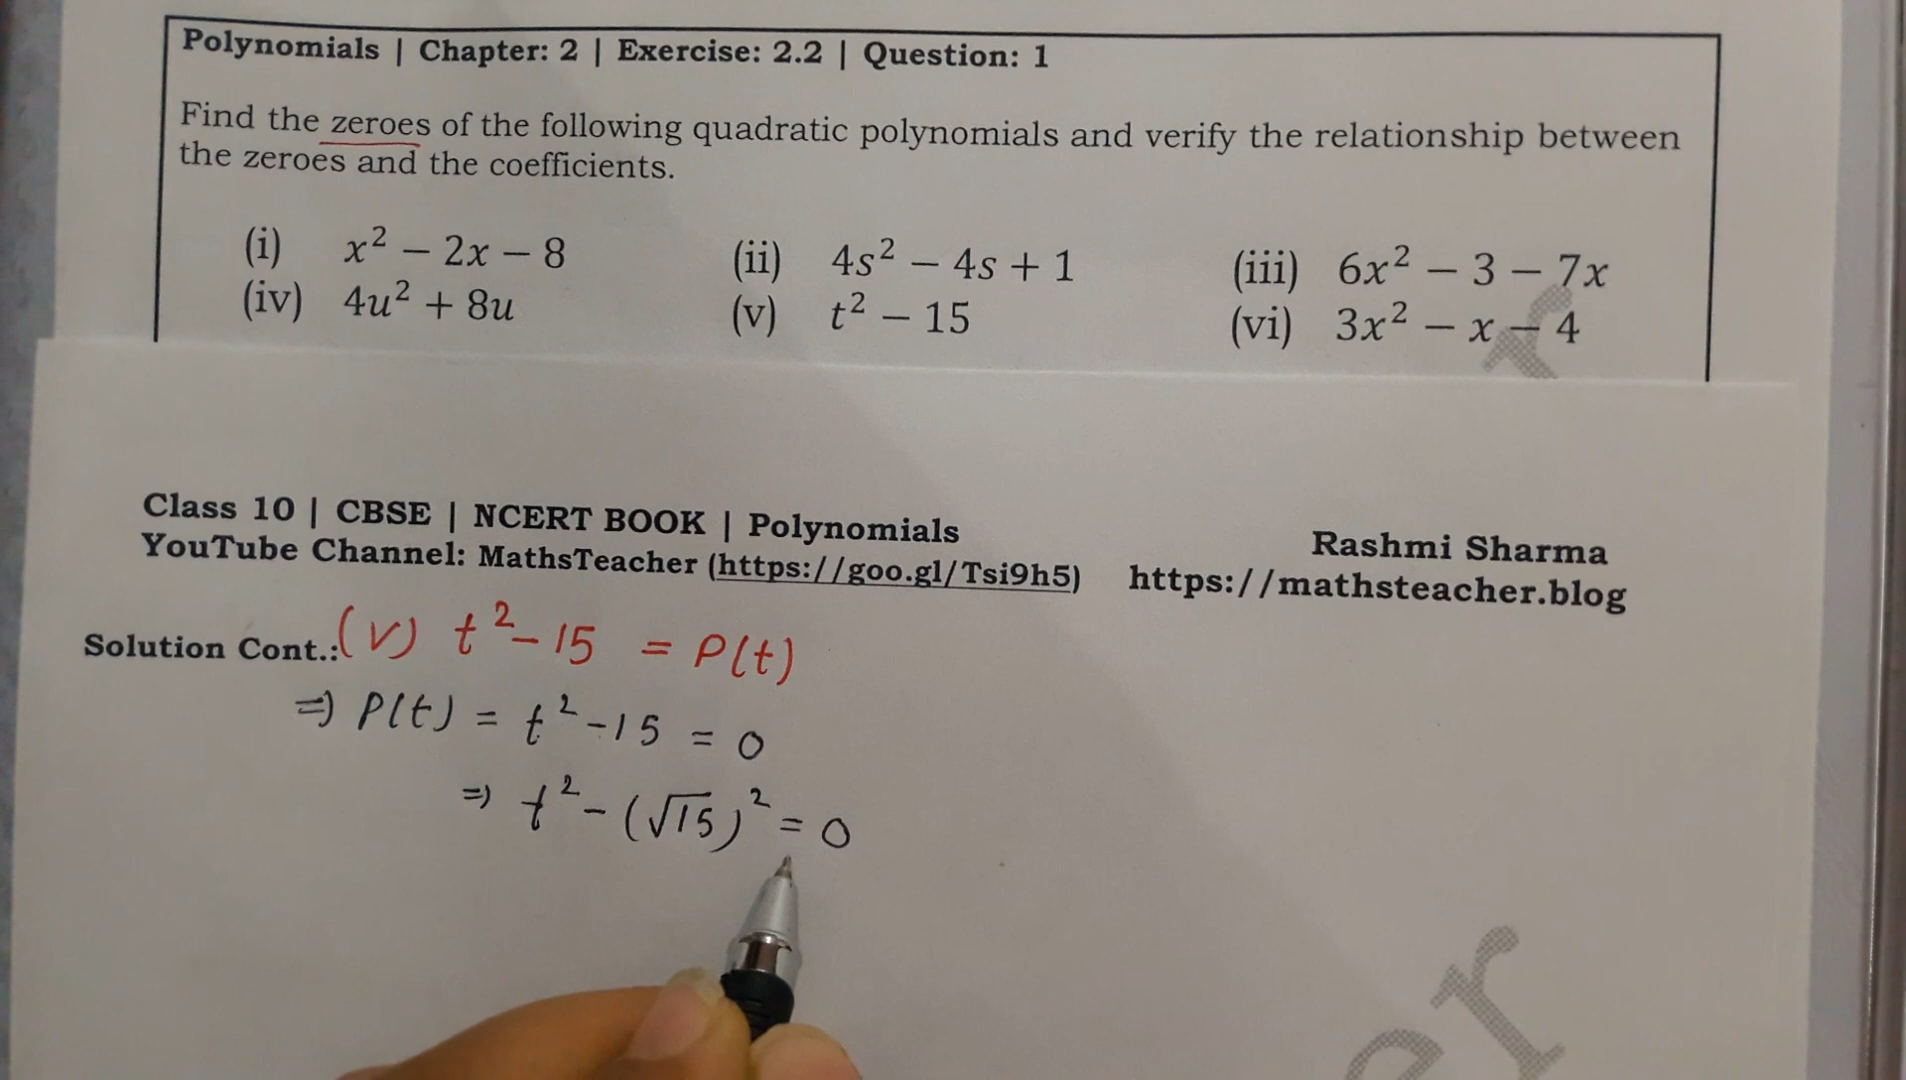 Polynomials | Chapter: 2 | Exercise: 2.2 | Question: 1
Find the zeroes of the following quadratic polynomials and verify the relationship between
the zeroes and the coefficients.
(i) x² − 2x − 8 (ii) 4s² − 4s + 1 (iii) 6x² − 3 − 7x
(iv) 4u² + 8u (v) t² − 15 (vi) 3x² − x − 4
Class 10 | CBSE | NCERT BOOK | Polynomials Rashmi Sharma
YouTube Channel: MathsTeacher (https://goo.gl/Tsi9h5) https://mathsteacher.blog
Solution Cont.: (v) t² − 15 = P(t)
⇒ P(t) = t² − 15 = 0
⇒ t² − (√15)² = 0